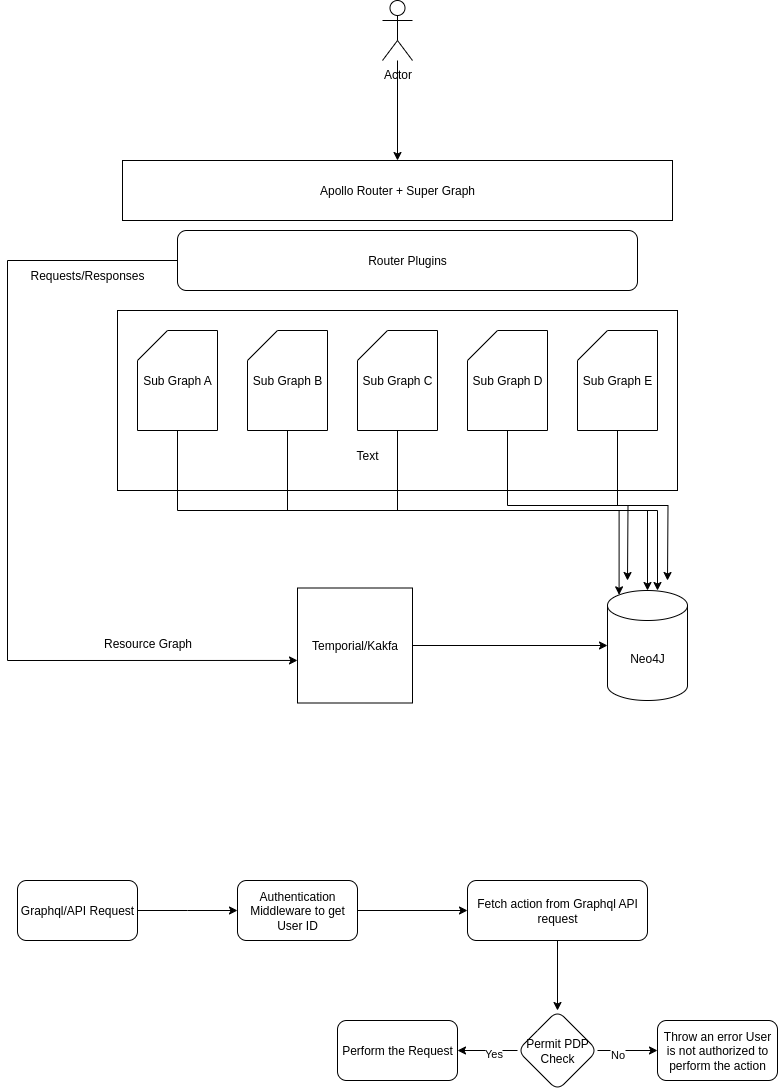 Actor
Apollo Router + Super Graph
Router Plugins
Requests/Responses
Sub Graph A
Sub Graph B
Sub Graph C
Sub Graph D
Sub Graph E
Text
Resource Graph
Temporial/Kakfa
Neo4J
Graphql/API Request
Authentication
Middleware to get
User ID
Fetch action from Graphql API
request
Perform the Request
Yes
Permit PDP
Check
No
Throw an error User
is not authorized to
perform the action